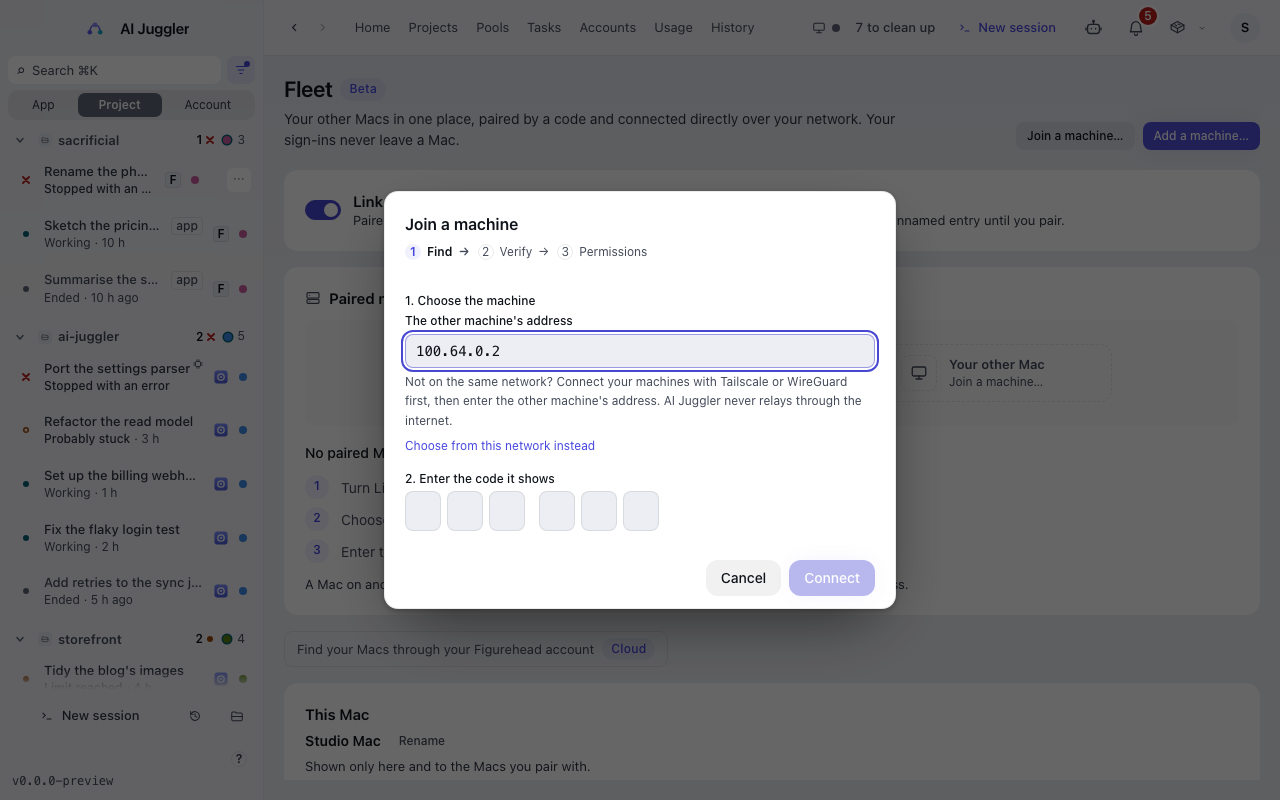 AI Juggler
Home Projects Pools Tasks Accounts Usage History
7 to clean up
New session
5
S
Search ⌘K
App Project Account
sacrificial 1 3
Rename the ph... F
Stopped with an ...
Sketch the pricin... app F
Working · 10 h
Summarise the s... app F
Ended · 10 h ago
ai-juggler 2 5
Port the settings parser
Stopped with an error
Refactor the read model
Probably stuck · 3 h
Set up the billing webh...
Working · 1 h
Fix the flaky login test
Working · 2 h
Add retries to the sync j...
Ended · 5 h ago
storefront 2 4
Tidy the blog's images
New session
?
v0.0.0-preview
Fleet Beta
Your other Macs in one place, paired by a code and connected directly over your network. Your
sign-ins never leave a Mac.
Join a machine... Add a machine...
Link
Paire
nnamed entry until you pair.
Paired
Your other Mac
Join a machine...
No paired M
1 Turn Li
2 Choos
3 Enter t
A Mac on an
s.
Find your Macs through your Figurehead account Cloud
This Mac
Studio Mac Rename
Shown only here and to the Macs you pair with.
Join a machine
1 Find → 2 Verify → 3 Permissions
1. Choose the machine
The other machine's address
100.64.0.2
Not on the same network? Connect your machines with Tailscale or WireGuard
first, then enter the other machine's address. AI Juggler never relays through the
internet.
Choose from this network instead
2. Enter the code it shows
Cancel Connect